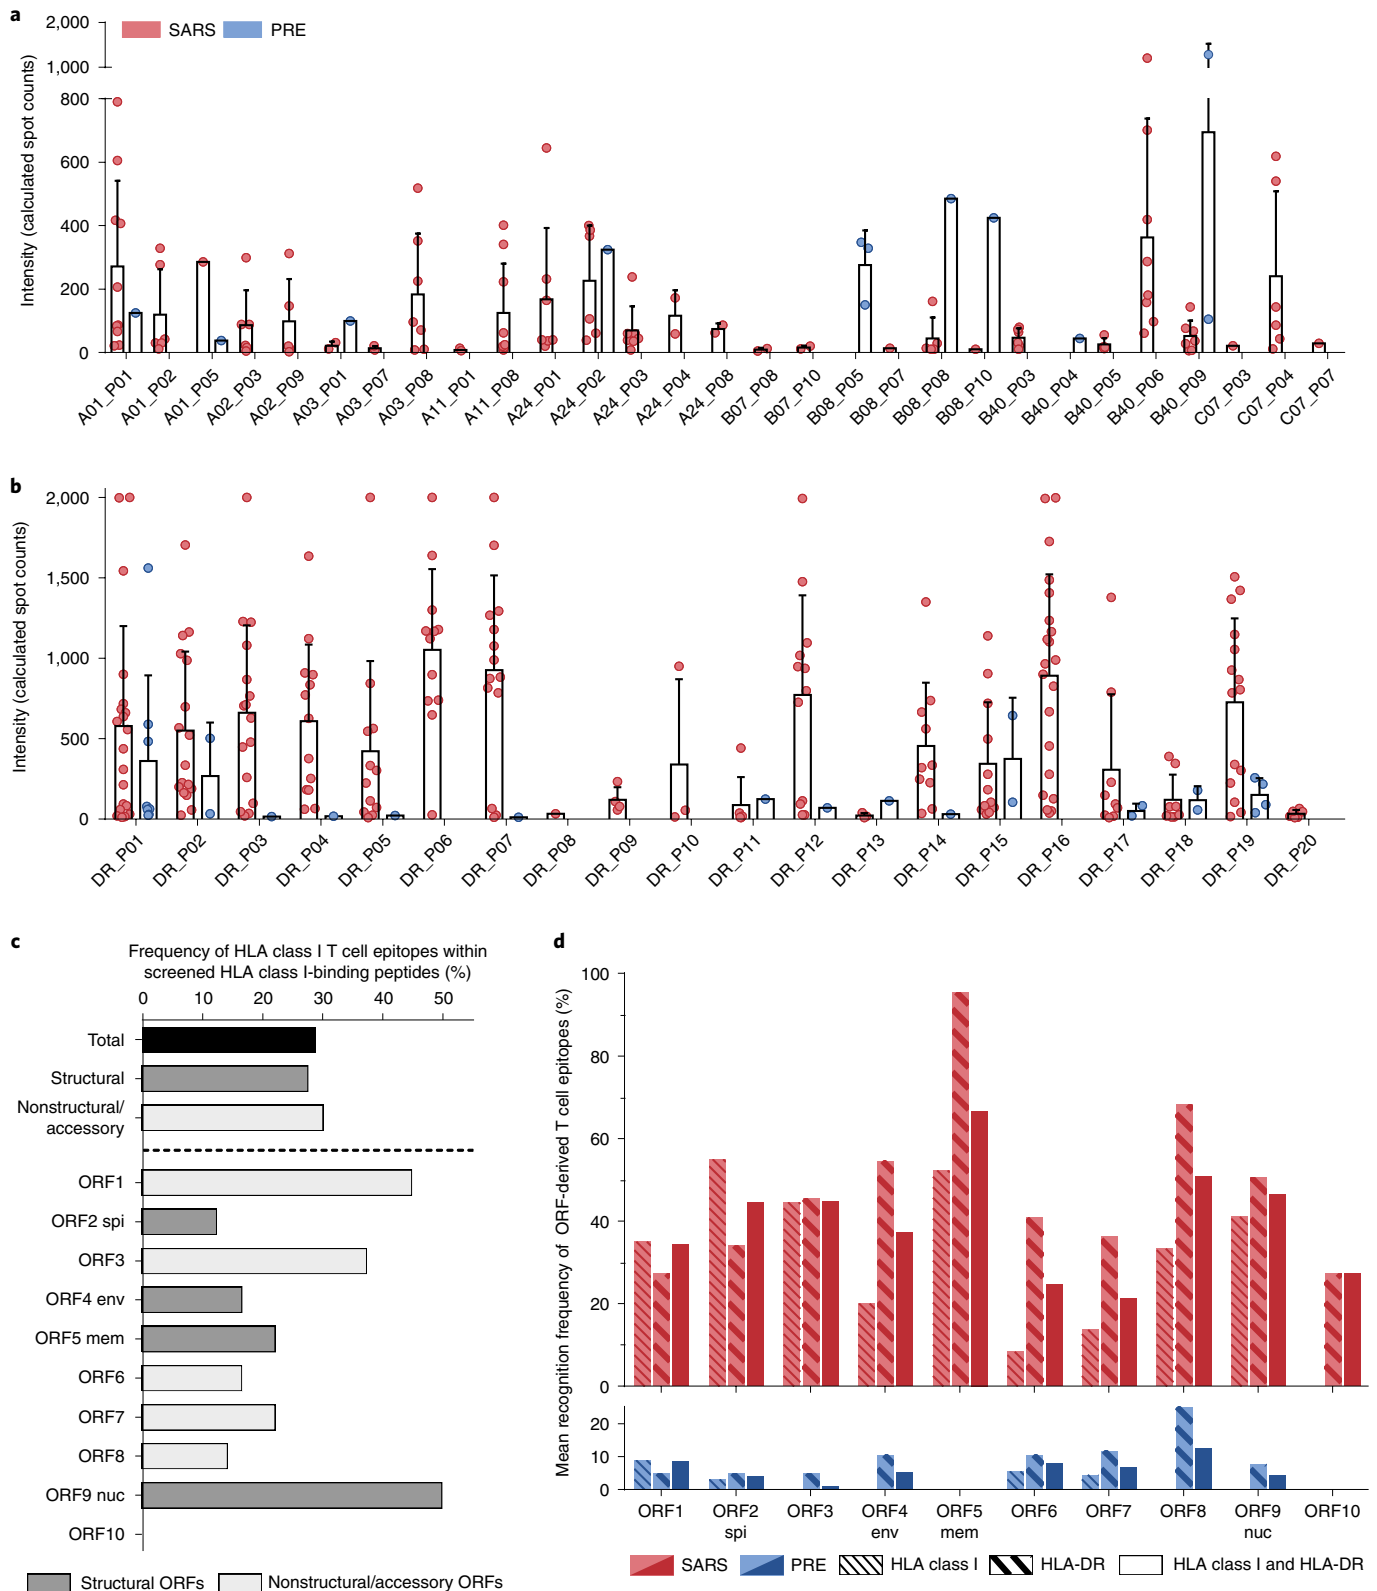 a
2,000
SARS PRE
1,000
800
600
400
200
0
Intensity (calculated spot counts)
A01_P01 A01_P02 A01_P05 A02_P03 A02_P09 A03_P01 A03_P07 A03_P08 A11_P01 A11_P08 A24_P01 A24_P02 A24_P03 A24_P04 A24_P08 B07_P08 B07_P10 B08_P05 B08_P07 B08_P08 B08_P10 B40_P03 B40_P04 B40_P05 B40_P06 B40_P09 C07_P03 C07_P04 C07_P07
b
2,000
1,500
1,000
500
0
Intensity (calculated spot counts)
DR_P01 DR_P02 DR_P03 DR_P04 DR_P05 DR_P06 DR_P07 DR_P08 DR_P09 DR_P10 DR_P11 DR_P12 DR_P13 DR_P14 DR_P15 DR_P16 DR_P17 DR_P18 DR_P19 DR_P20
c
Frequency of HLA class I T cell epitopes within
screened HLA class I-binding peptides (%)
0 10 20 30 40 50
Total
Structural
Nonstructural/
accessory
ORF1
ORF2 spi
ORF3
ORF4 env
ORF5 mem
ORF6
ORF7
ORF8
ORF9 nuc
ORF10
Structural ORFs Nonstructural/accessory ORFs
d
Mean recognition frequency of ORF-derived T cell epitopes (%)
100
80
60
40
20
0
20
10
0
ORF1 ORF2 ORF3 ORF4 ORF5 ORF6 ORF7 ORF8 ORF9 ORF10
spi env mem nuc
SARS PRE HLA class I HLA-DR HLA class I and HLA-DR